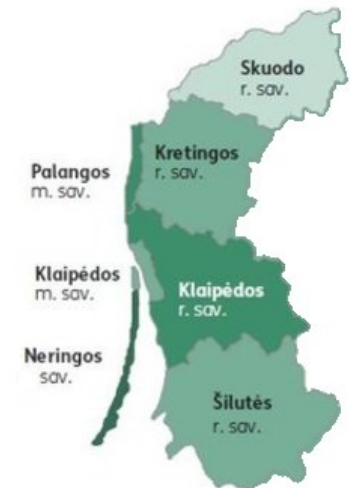 Skuodo
r. sav.
Kretingos
r. sav.
Palangos
m. sav.
Klaipėdos
m. sav.
Klaipėdos
r. sav.
Neringos
sav.
Šilutės
r. sav.